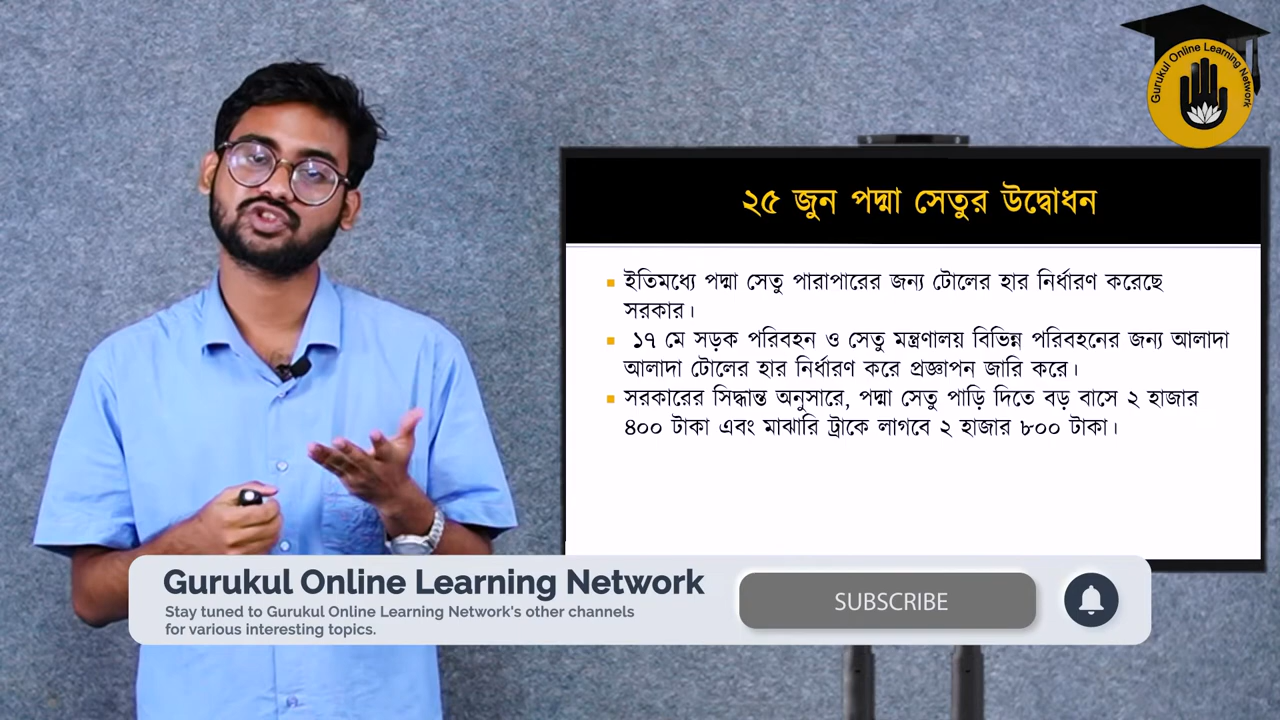 Gurukul Online Learning Network
২৫ জুন পদ্মা সেতুর উদ্বোধন
ইতিমধ্যে পদ্মা সেতু পারাপারের জন্য টোলের হার নির্ধারণ করেছে
সরকার।
১৭ মে সড়ক পরিবহন ও সেতু মন্ত্রণালয় বিভিন্ন পরিবহনের জন্য আলাদা
আলাদা টোলের হার নির্ধারণ করে প্রজ্ঞাপন জারি করে।
সরকারের সিদ্ধান্ত অনুসারে, পদ্মা সেতু পাড়ি দিতে বড় বাসে ২ হাজার
৪০০ টাকা এবং মাঝারি ট্রাকে লাগবে ২ হাজার ৮০০ টাকা।
Gurukul Online Learning Network
Stay tuned to Gurukul Online Learning Network's other channels
for various interesting topics.
SUBSCRIBE